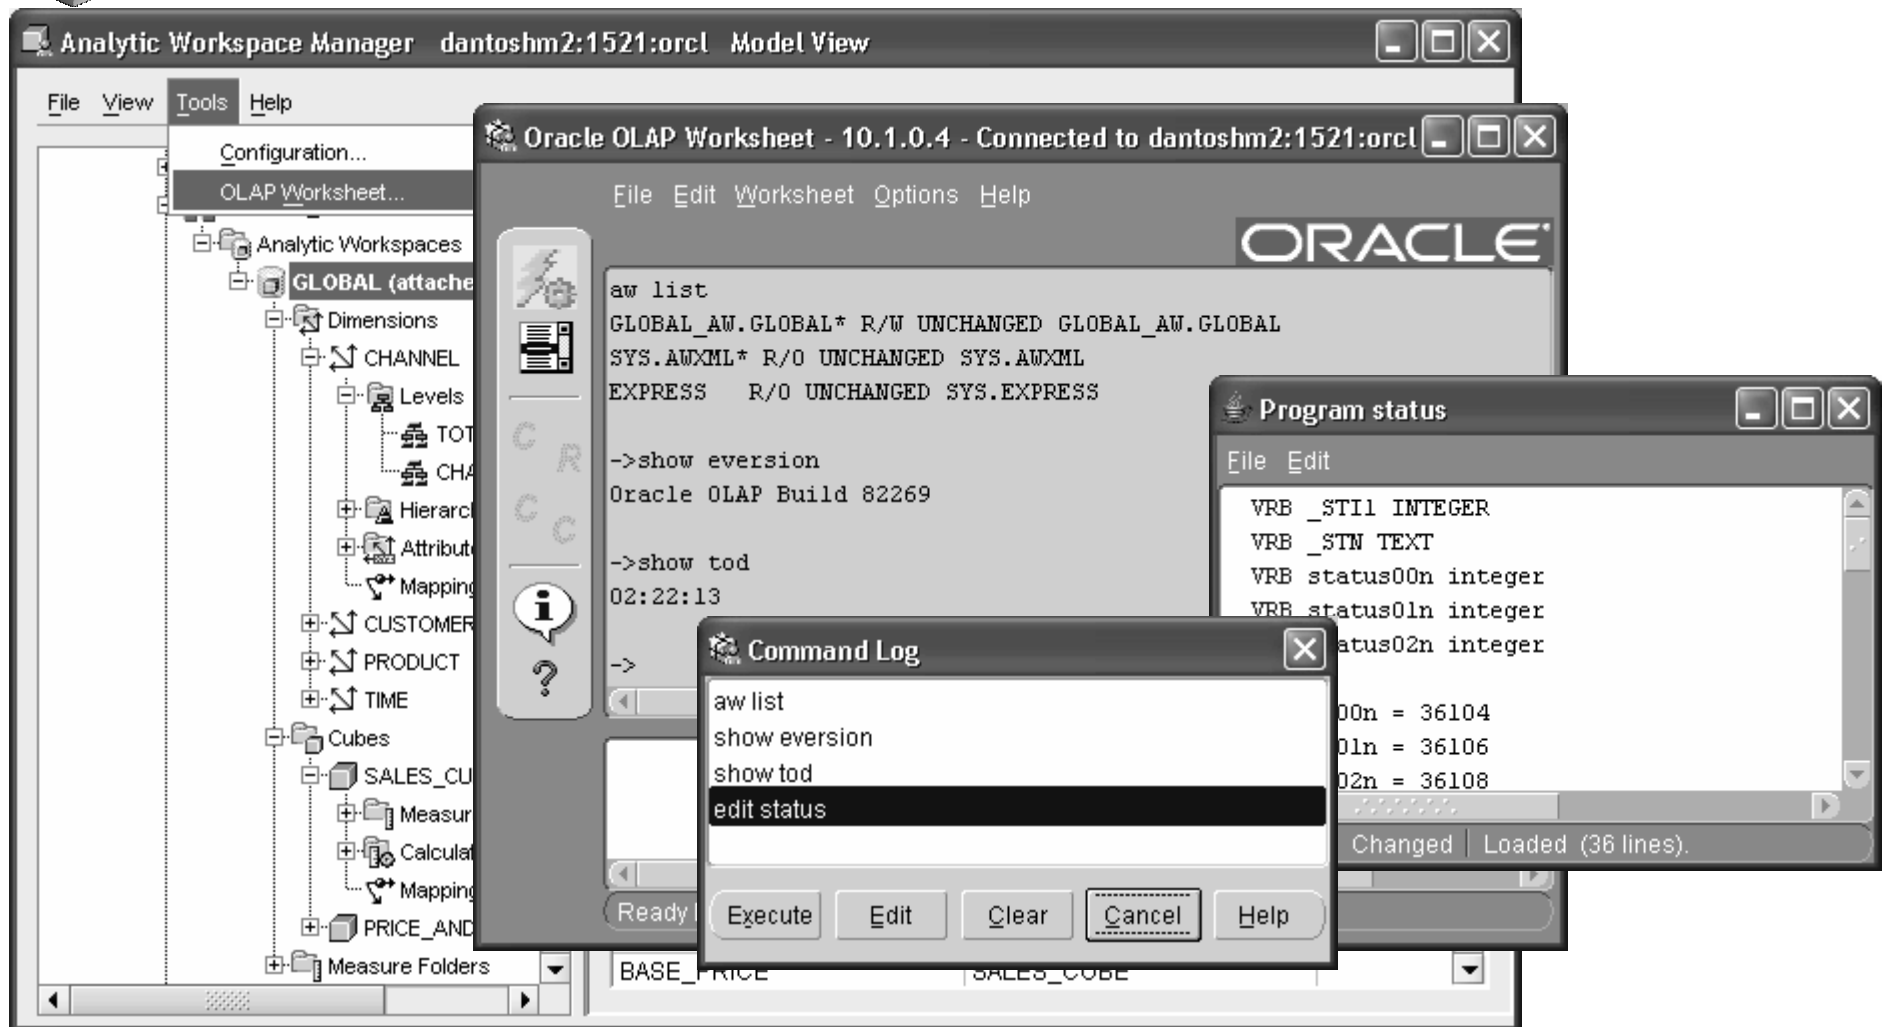 Analytic Workspace Manager dantoshm2:1521:orcl Model View
File View Tools Help
Configuration...
OLAP Worksheet...
Analytic Workspaces
GLOBAL (attache
Dimensions
CHANNEL
Levels
TOT
CHA
Hierarc
Attribut
Mapping
CUSTOMER
PRODUCT
TIME
Cubes
SALES_CU
Measur
Calculat
Mapping
PRICE_AND
Measure Folders
BASE_PRICE SALES_CUBE
Oracle OLAP Worksheet - 10.1.0.4 - Connected to dantoshm2:1521:orcl
File Edit Worksheet Options Help
ORACLE
C R
C C
aw list
GLOBAL_AW.GLOBAL* R/W UNCHANGED GLOBAL_AW.GLOBAL
SYS.AWXML* R/O UNCHANGED SYS.AWXML
EXPRESS R/O UNCHANGED SYS.EXPRESS
->show eversion
Oracle OLAP Build 82269
->show tod
02:22:13
->
Ready
Program status
File Edit
VRB _STI1 INTEGER
VRB _STN TEXT
VRB status00n integer
VRB status01n integer
atus02n integer
00n = 36104
01n = 36106
02n = 36108
Changed Loaded (36 lines).
Command Log
aw list
show eversion
show tod
edit status
Execute Edit Clear Cancel Help